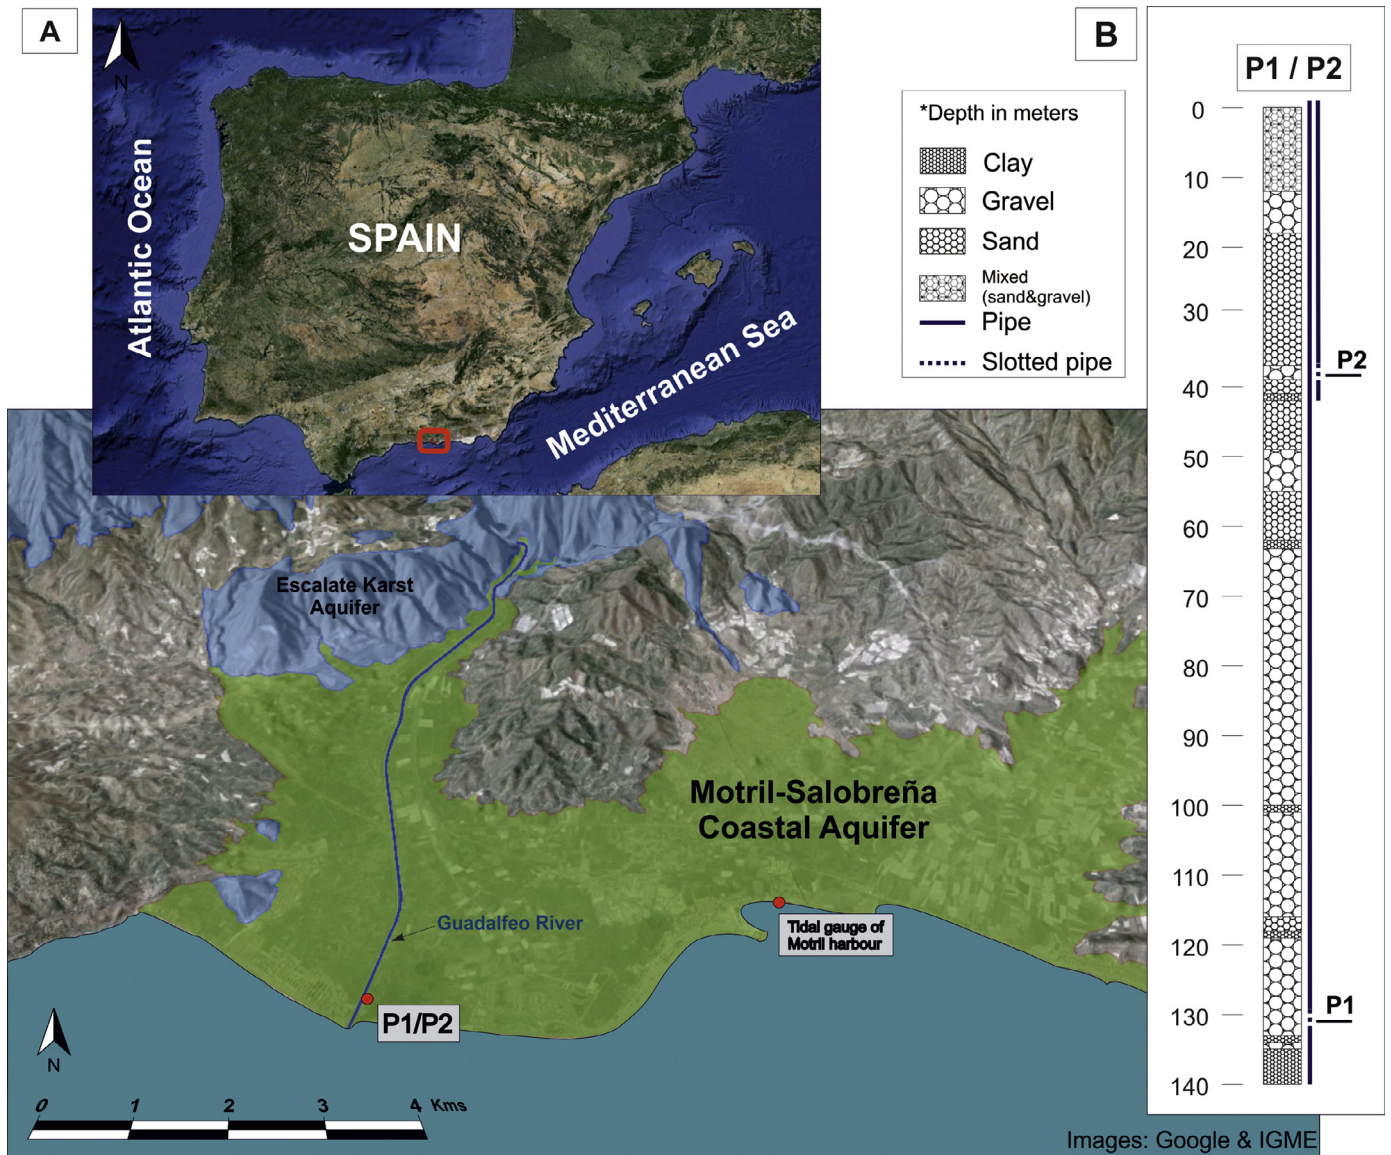 A
N
Atlantic Ocean
SPAIN
Mediterranean Sea
Escalate Karst
Aquifer
Motril-Salobreña
Coastal Aquifer
Guadalfeo River
Tidal gauge of
Motril harbour
P1/P2
N
0 1 2 3 4 Kms
Images: Google & IGME
B
*Depth in meters
Clay
Gravel
Sand
Mixed
(sand&gravel)
Pipe
Slotted pipe
P1 / P2
0
10
20
30
P2
40
50
60
70
80
90
100
110
120
P1
130
140